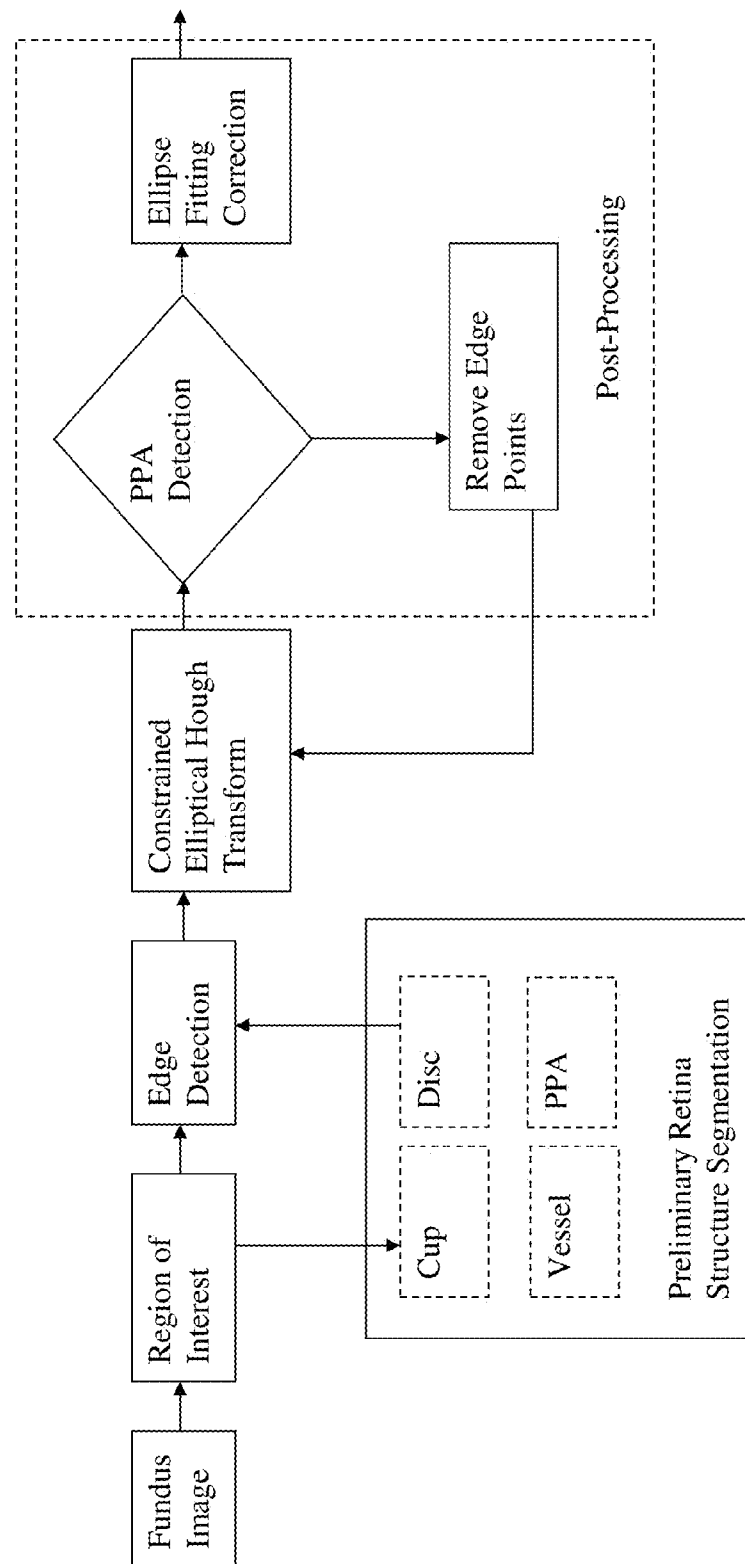 Fundus
Image
Region of
Interest
Edge
Detection
Constrained
Elliptical Hough
Transform
PPA
Detection
Ellipse
Fitting
Correction
Remove Edge
Points
Post-Processing
Cup
Disc
Vessel
PPA
Preliminary Retina
Structure Segmentation